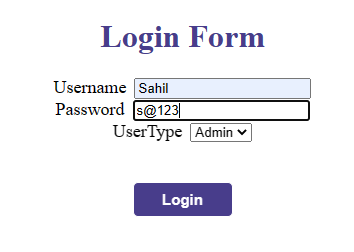 Login Form
Username Sahil
Password s@123
UserType Admin
Login